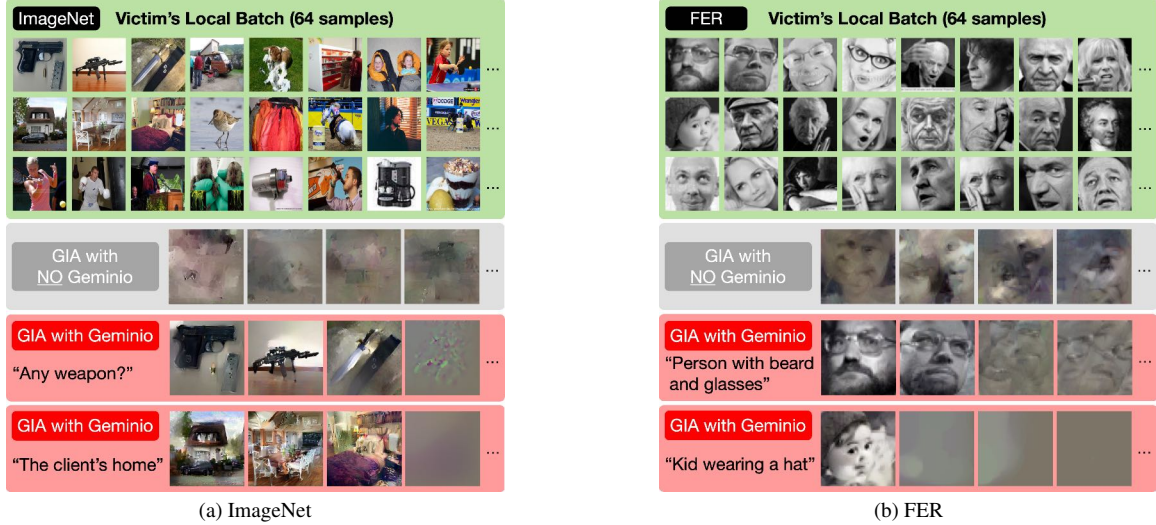 ImageNet Victim's Local Batch (64 samples)
...
...
...
GIA with
NO Geminio
...
GIA with Geminio
"Any weapon?"
...
GIA with Geminio
"The client's home"
...
(a) ImageNet
FER Victim's Local Batch (64 samples)
...
...
...
GIA with
NO Geminio
...
GIA with Geminio
"Person with beard
and glasses"
...
GIA with Geminio
"Kid wearing a hat"
...
(b) FER